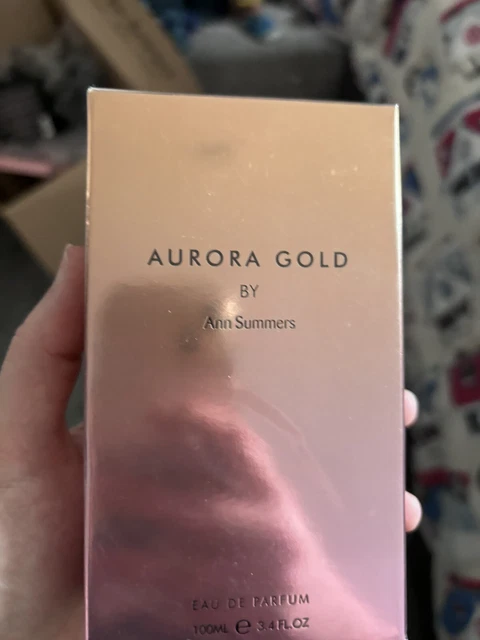 AURORA GOLD
BY
Ann Summers
EAU DE PARFUM
100ML ℮ 3.4 FL.OZ